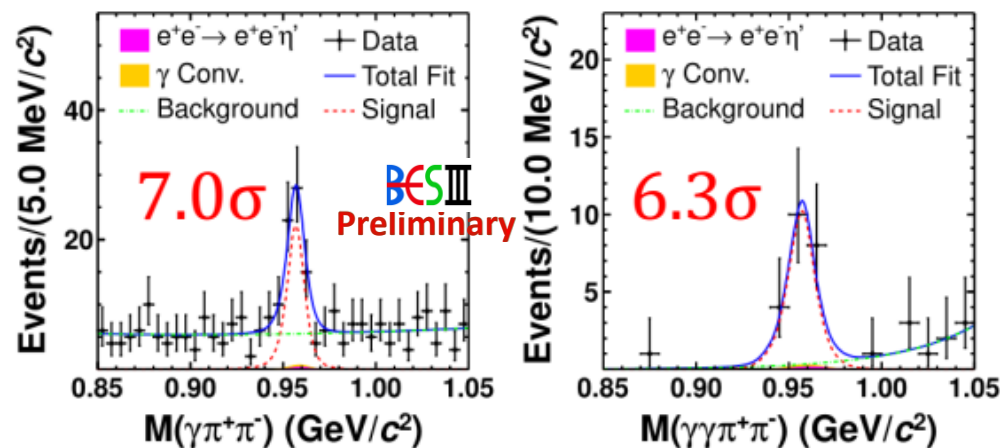 Events/(5.0 MeV/c²)
e⁺e⁻→ e⁺e⁻η'
Data
γ Conv.
Total Fit
Background
Signal
7.0σ
40
20
0.85
0.90
0.95
1.00
1.05
M(γπ⁺π⁻) (GeV/c²)
BESIII
Preliminary
Events/(10.0 MeV/c²)
e⁺e⁻→ e⁺e⁻η'
Data
γ Conv.
Total Fit
Background
Signal
6.3σ
20
15
10
5
0.85
0.90
0.95
1.00
1.05
M(γγπ⁺π⁻) (GeV/c²)